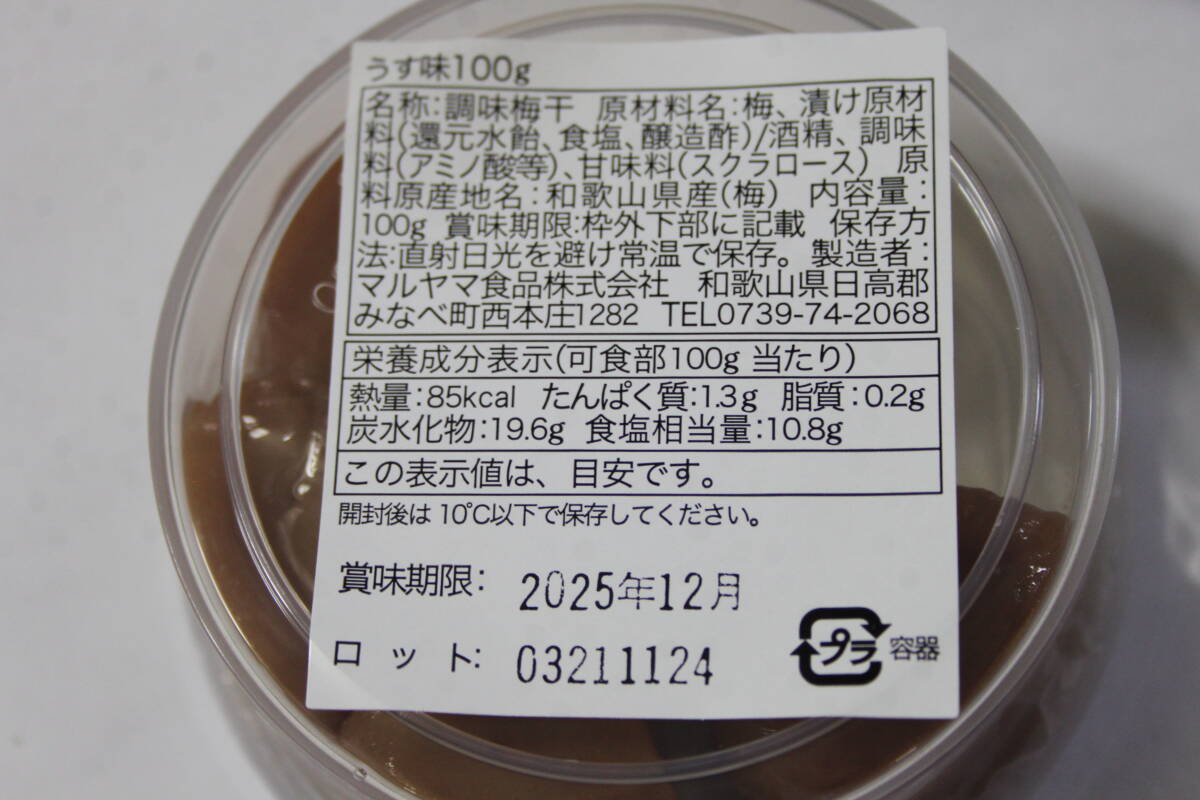 うす味100g
名称:調味梅干 原材料名:梅、漬け原材
料(還元水飴、食塩、醸造酢)/酒精、調味
料(アミノ酸等)、甘味料(スクラロース) 原
料原産地名:和歌山県産(梅) 内容量:
100g 賞味期限:枠外下部に記載 保存方
法:直射日光を避け常温で保存。製造者:
マルヤマ食品株式会社 和歌山県日高郡
みなべ町西本庄1282 TEL0739-74-2068
栄養成分表示(可食部100g 当たり)
熱量:85kcal たんぱく質:1.3g 脂質:0.2g
炭水化物:19.6g 食塩相当量:10.8g
この表示値は、目安です。
開封後は 10℃以下で保存してください。
賞味期限: 2025年12月
ロット: 03211124
プラ 容器